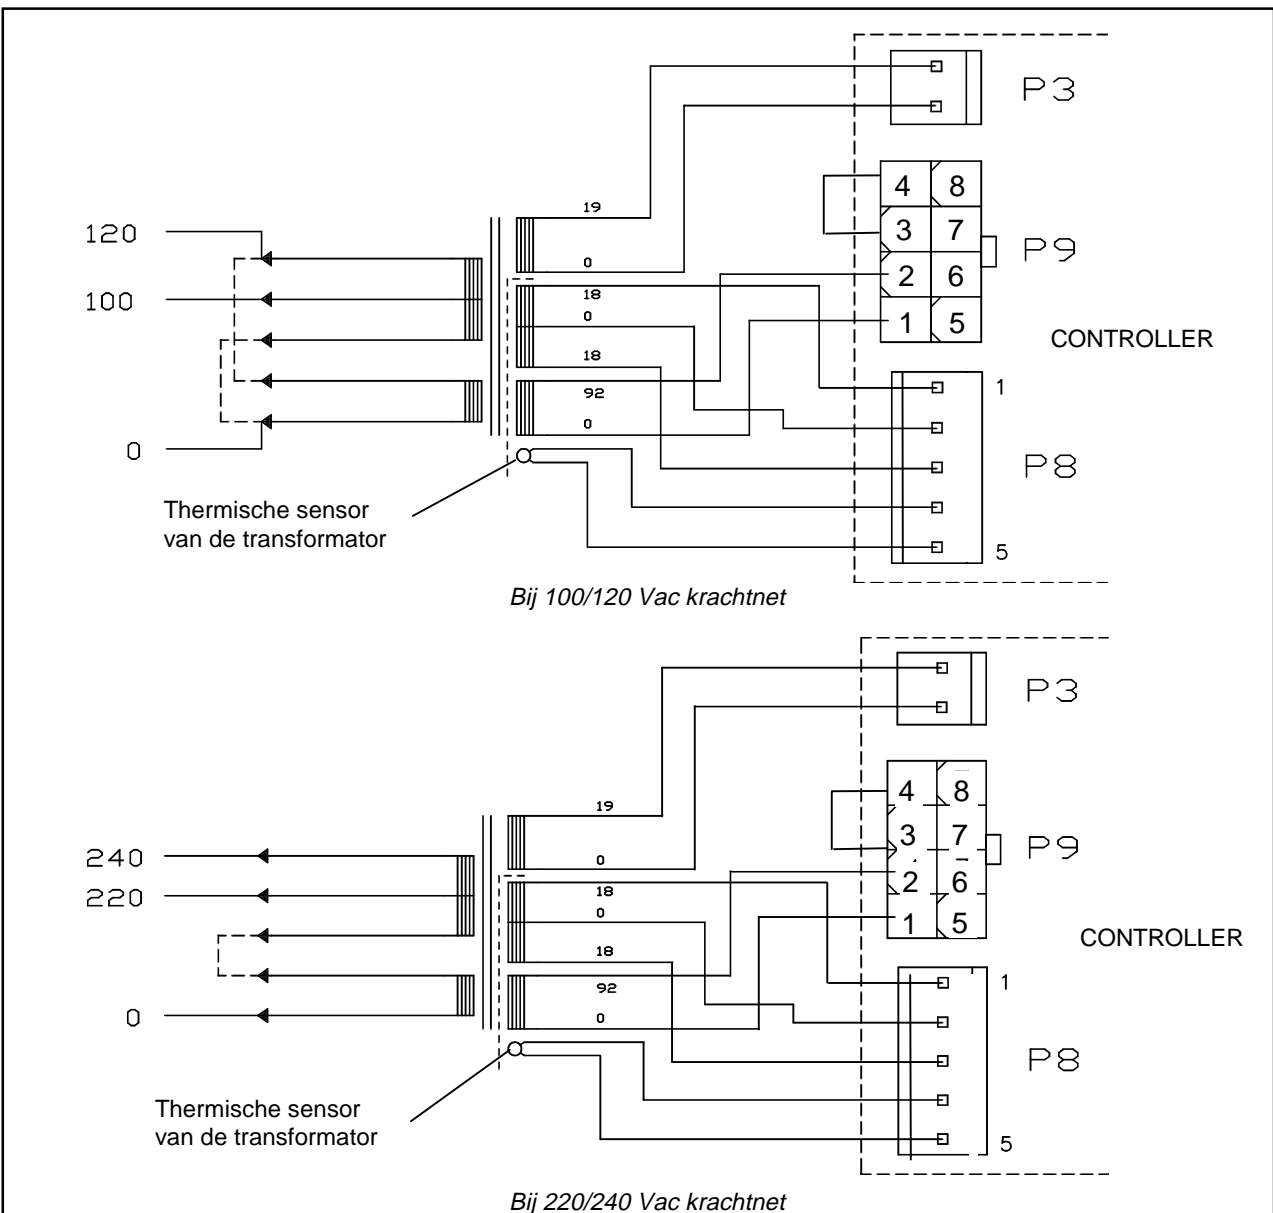 P3
19
0
4 8
3 7
P9
2 6
1 5
120
100
0
18
0
18
92
0
CONTROLLER
1
P8
5
Thermische sensor
van de transformator
Bij 100/120 Vac krachtnet
P3
19
0
4 8
3 7
P9
2 6
1 5
240
220
0
18
0
18
92
0
CONTROLLER
1
P8
5
Thermische sensor
van de transformator
Bij 220/240 Vac krachtnet